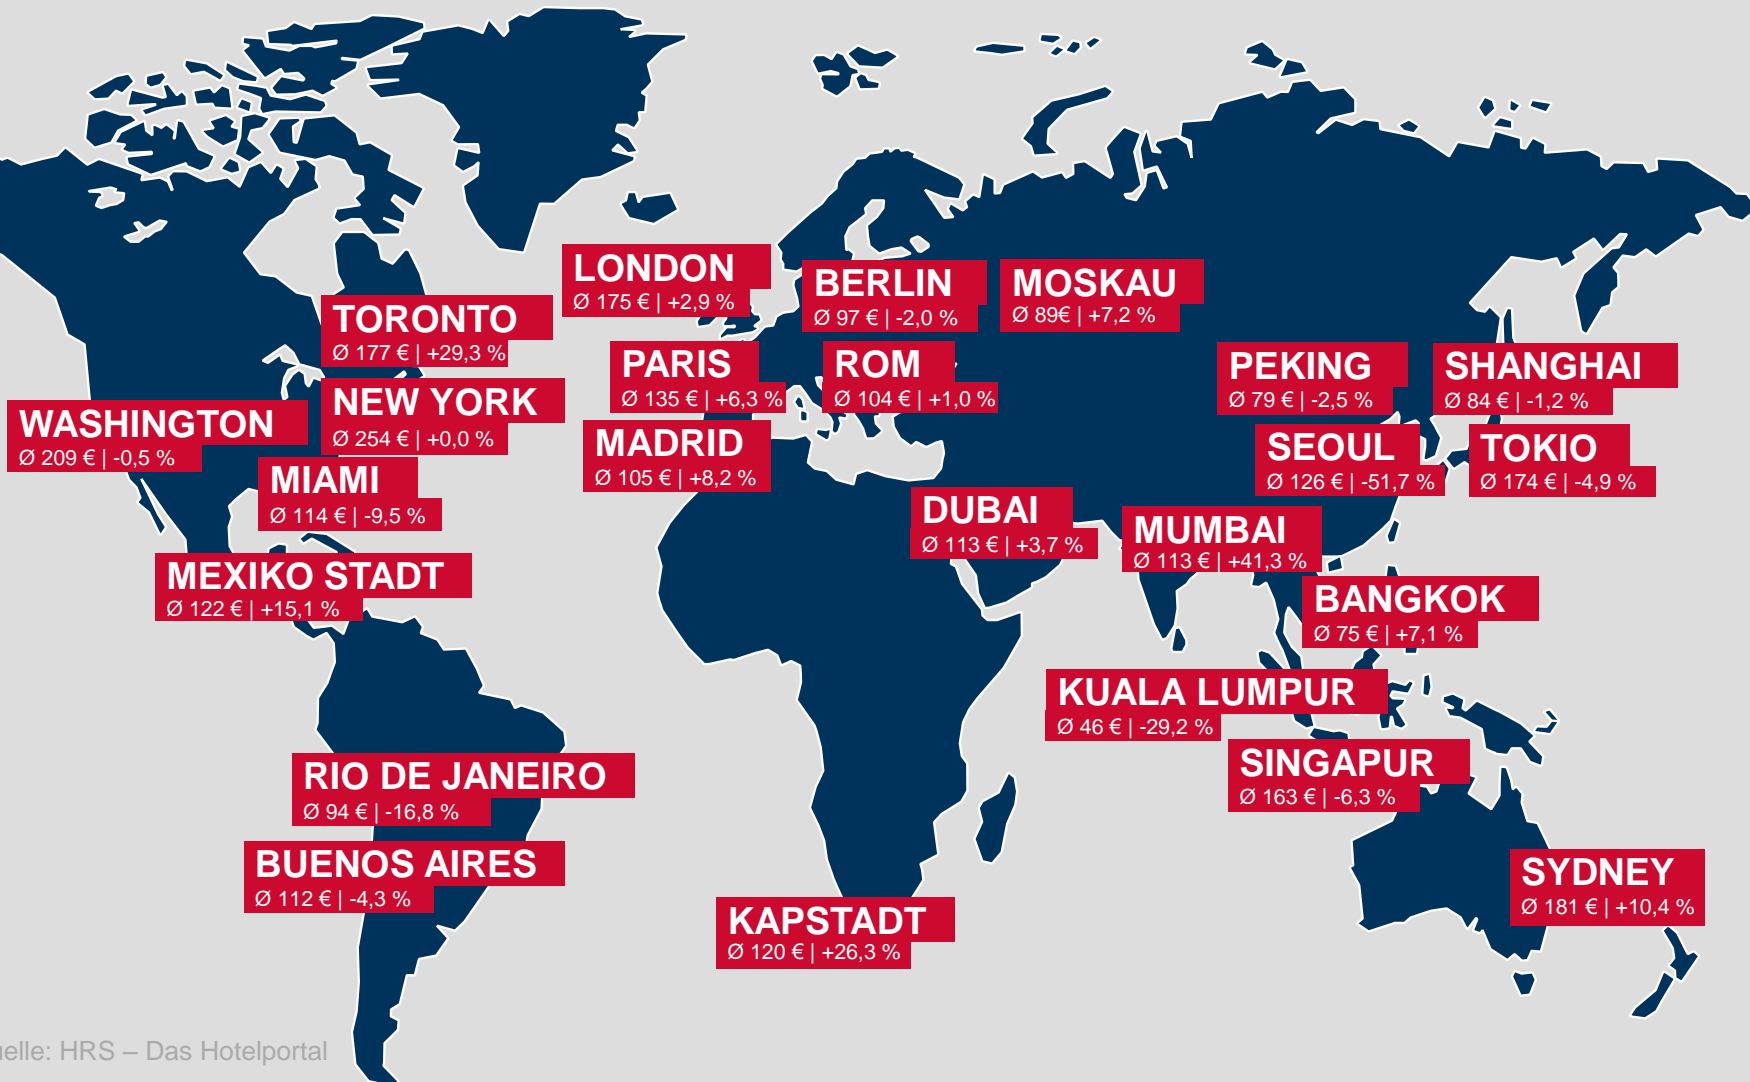 LONDON
Ø 175 € | +2,9 %
BERLIN
Ø 97 € | -2,0 %
MOSKAU
Ø 89€ | +7,2 %
TORONTO
Ø 177 € | +29,3 %
PARIS
Ø 135 € | +6,3 %
ROM
Ø 104 € | +1,0 %
PEKING
Ø 79 € | -2,5 %
SHANGHAI
Ø 84 € | -1,2 %
WASHINGTON
Ø 209 € | -0,5 %
NEW YORK
Ø 254 € | +0,0 %
MADRID
Ø 105 € | +8,2 %
SEOUL
Ø 126 € | -51,7 %
TOKIO
Ø 174 € | -4,9 %
MIAMI
Ø 114 € | -9,5 %
DUBAI
Ø 113 € | +3,7 %
MUMBAI
Ø 113 € | +41,3 %
MEXIKO STADT
Ø 122 € | +15,1 %
BANGKOK
Ø 75 € | +7,1 %
KUALA LUMPUR
Ø 46 € | -29,2 %
RIO DE JANEIRO
Ø 94 € | -16,8 %
SINGAPUR
Ø 163 € | -6,3 %
BUENOS AIRES
Ø 112 € | -4,3 %
SYDNEY
Ø 181 € | +10,4 %
KAPSTADT
Ø 120 € | +26,3 %
elle: HRS – Das Hotelportal